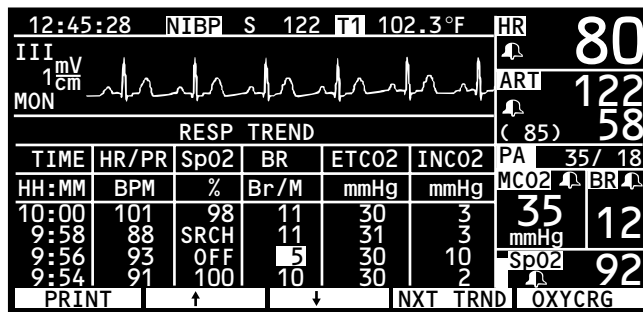 12:45:28 NIBP S 122 T1 102.3°F
III
1 mV
cm
MON
RESP TREND
TIME HR/PR SpO2 BR ETCO2 INCO2
HH:MM BPM % Br/M mmHg mmHg
10:00 101 98 11 30 3
9:58 88 SRCH 11 31 3
9:56 93 OFF 5 30 10
9:54 91 100 10 30 2
PRINT ↑ ↓ NXT TRND OXYCRG
HR
80
ART
122
58
( 85)
PA 35/ 18
MCO2 BR
35
mmHg
12
SpO2
92